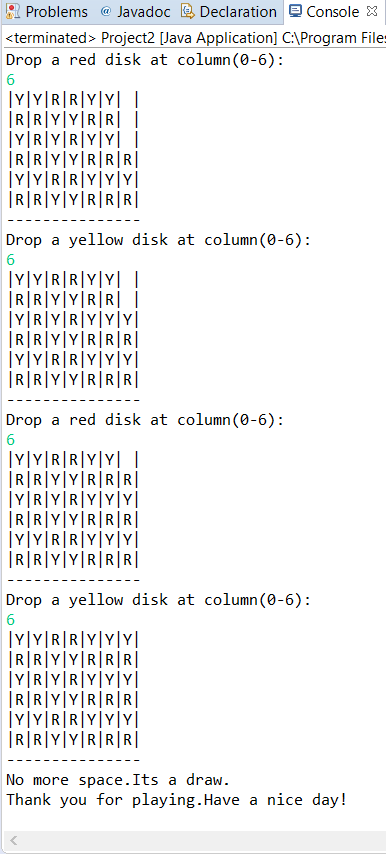 Problems @ Javadoc Declaration Console
<terminated> Project2 [Java Application] C:\Program Files
Drop a red disk at column(0-6):
6
|Y|Y|R|R|Y|Y| |
|R|R|Y|Y|R|R| |
|Y|R|Y|R|Y|Y| |
|R|R|Y|Y|R|R|R|
|Y|Y|R|R|Y|Y|Y|
|R|R|Y|Y|R|R|R|
---------------
Drop a yellow disk at column(0-6):
6
|Y|Y|R|R|Y|Y| |
|R|R|Y|Y|R|R| |
|Y|R|Y|R|Y|Y|Y|
|R|R|Y|Y|R|R|R|
|Y|Y|R|R|Y|Y|Y|
|R|R|Y|Y|R|R|R|
---------------
Drop a red disk at column(0-6):
6
|Y|Y|R|R|Y|Y| |
|R|R|Y|Y|R|R|R|
|Y|R|Y|R|Y|Y|Y|
|R|R|Y|Y|R|R|R|
|Y|Y|R|R|Y|Y|Y|
|R|R|Y|Y|R|R|R|
---------------
Drop a yellow disk at column(0-6):
6
|Y|Y|R|R|Y|Y|Y|
|R|R|Y|Y|R|R|R|
|Y|R|Y|R|Y|Y|Y|
|R|R|Y|Y|R|R|R|
|Y|Y|R|R|Y|Y|Y|
|R|R|Y|Y|R|R|R|
---------------
No more space.Its a draw.
Thank you for playing.Have a nice day!